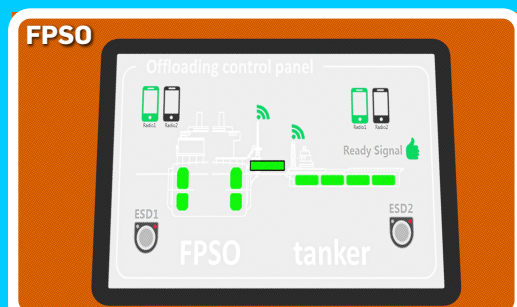 FPSO
Offloading control panel
Radio1 Radio2
Radio1 Radio2
Ready Signal
ESD1
ESD2
FPSO
tanker